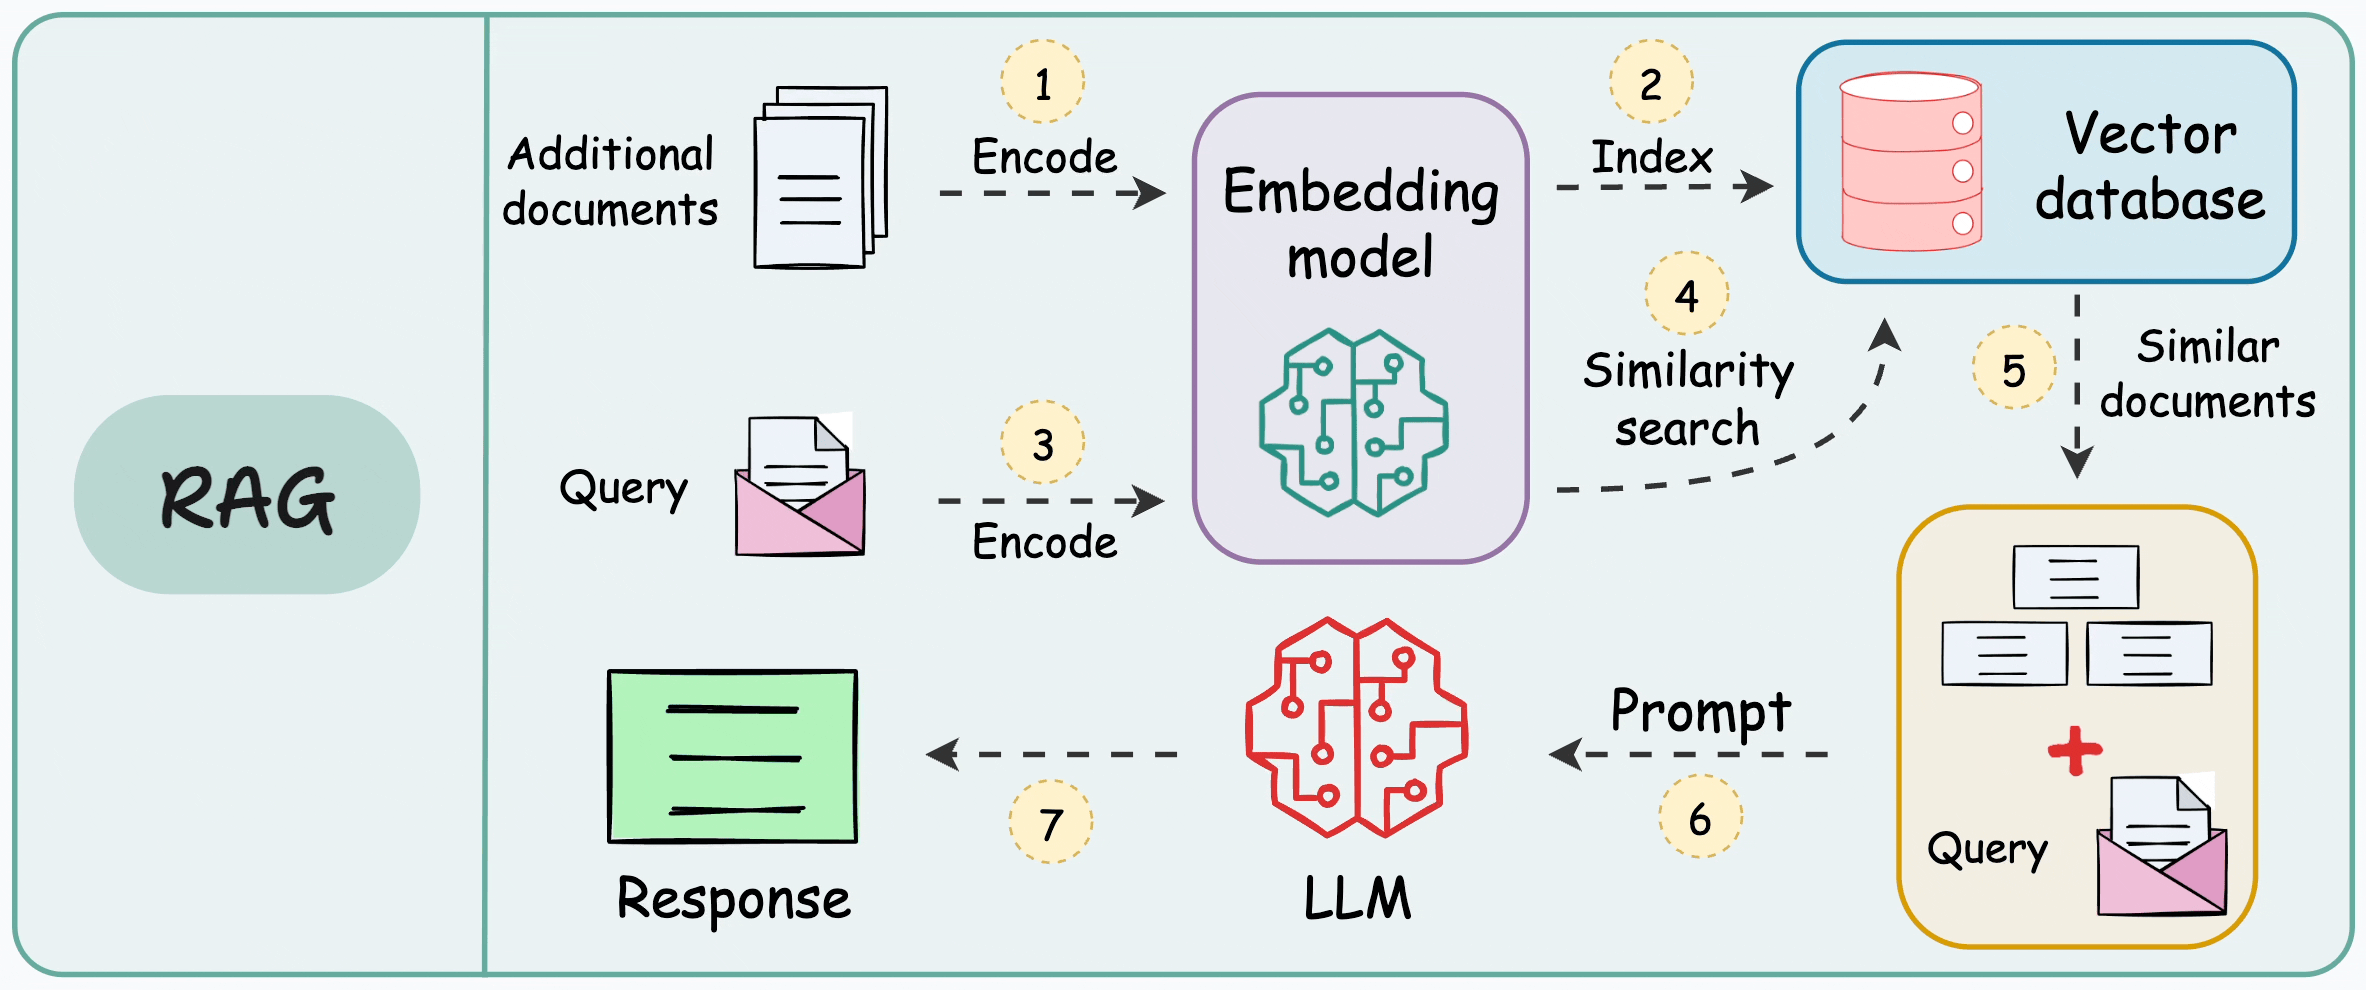 RAG
Additional
documents
1
Encode
Embedding
model
2
Index
Vector
database
Query
3
Encode
4
Similarity
search
5
Similar
documents
Query
Prompt
6
LLM
7
Response